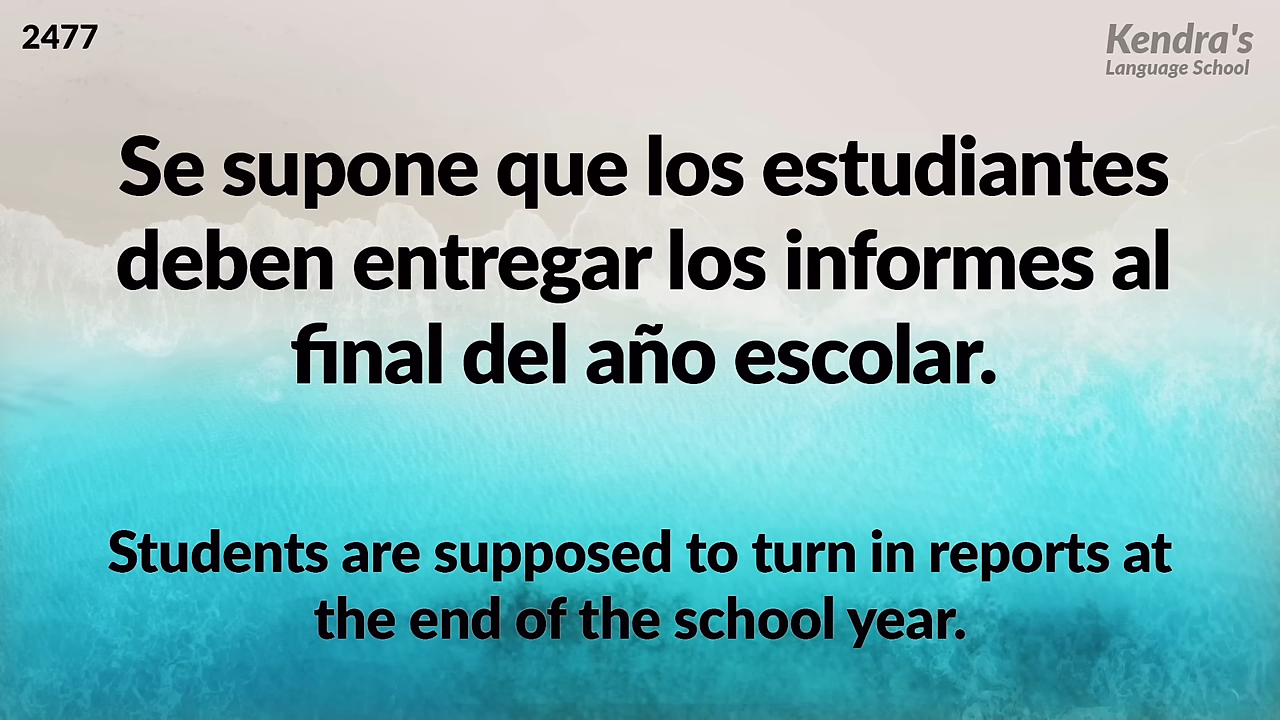 2477
Kendra's
Language School
Se supone que los estudiantes
deben entregar los informes al
final del año escolar.
Students are supposed to turn in reports at
the end of the school year.